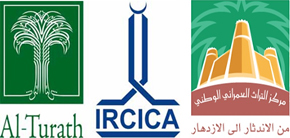 Al-Turath
IRCICA
مركز التراث العمراني الوطني
من الاندثار الى الازدهار